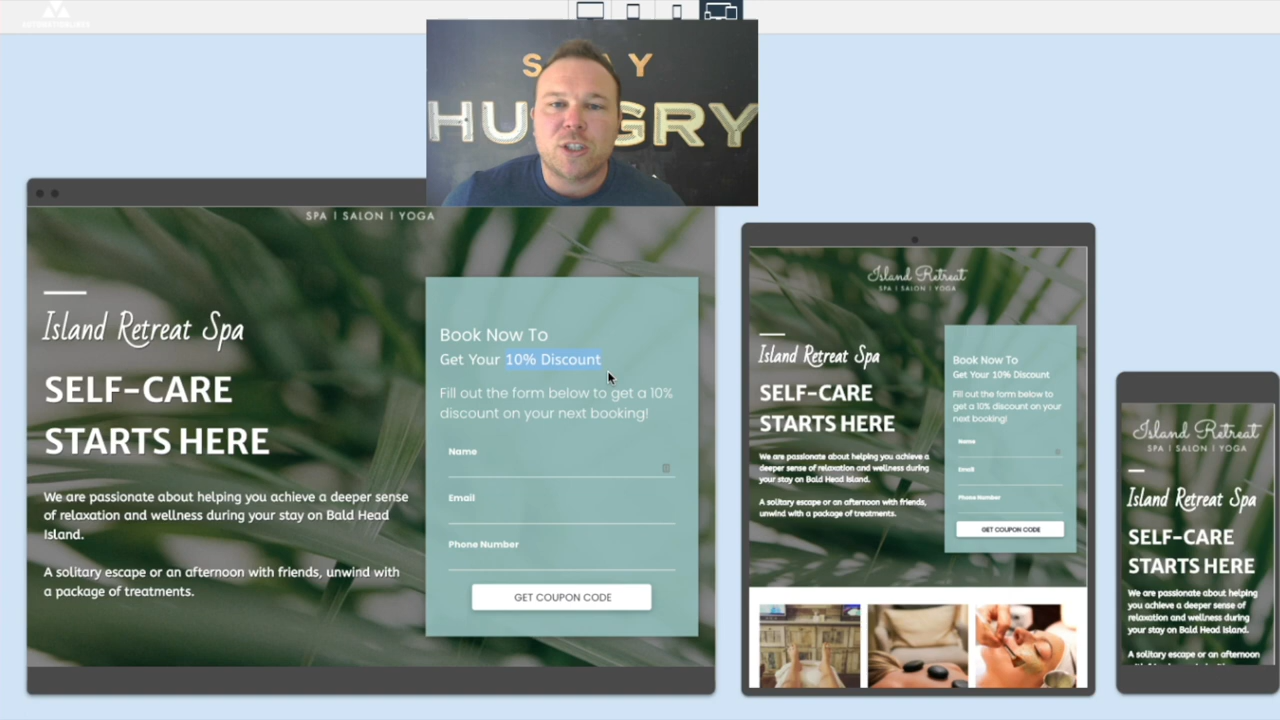 SPA | SALON | YOGA
Island Retreat Spa
SELF-CARE
STARTS HERE
We are passionate about helping you achieve a deeper sense
of relaxation and wellness during your stay on Bald Head
Island.
A solitary escape or an afternoon with friends, unwind with
a package of treatments.
Book Now To
Get Your 10% Discount
Fill out the form below to get a 10%
discount on your next booking!
Name
Email
Phone Number
GET COUPON CODE
Island Retreat
SPA | SALON | YOGA
Island Retreat Spa
SELF-CARE
STARTS HERE
We are passionate about helping you achieve a
deeper sense of relaxation and wellness during
your stay on Bald Head Island.
A solitary escape or an afternoon with friends,
unwind with a package of treatments.
Book Now To
Get Your 10% Discount
Fill out the form below to
get a 10% discount on your
next booking!
Name
Email
Phone Number
GET COUPON CODE
Island Retreat
SPA | SALON | YOGA
Island Retreat Spa
SELF-CARE
STARTS HERE
We are passionate about helping
you achieve a deeper sense of
relaxation and wellness during
your stay on Bald Head Island.
A solitary escape or an afternoon